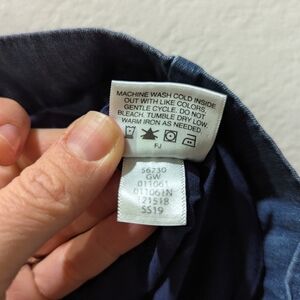 MACHINE WASH COLD INSIDE
OUT WITH LIKE COLORS,
GENTLE CYCLE. DO NOT
BLEACH. TUMBLE DRY LOW.
WARM IRON AS NEEDED.
FJ
56730
GW
011061
011061N
121518
SS19